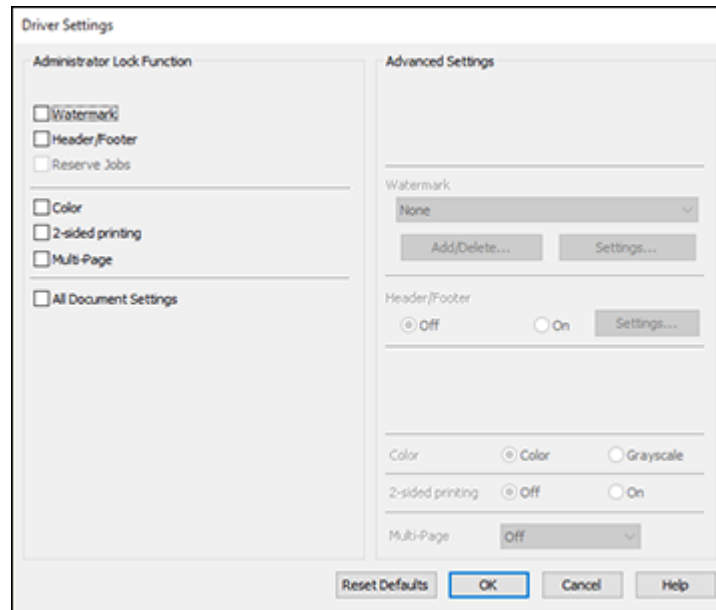 Driver Settings
Administrator Lock Function
Watermark
Header/Footer
Reserve Jobs
Color
2-sided printing
Multi-Page
All Document Settings
Advanced Settings
Watermark
None
Add/Delete... Settings...
Header/Footer
Off On Settings...
Color Color Grayscale
2-sided printing Off On
Multi-Page Off
Reset Defaults OK Cancel Help